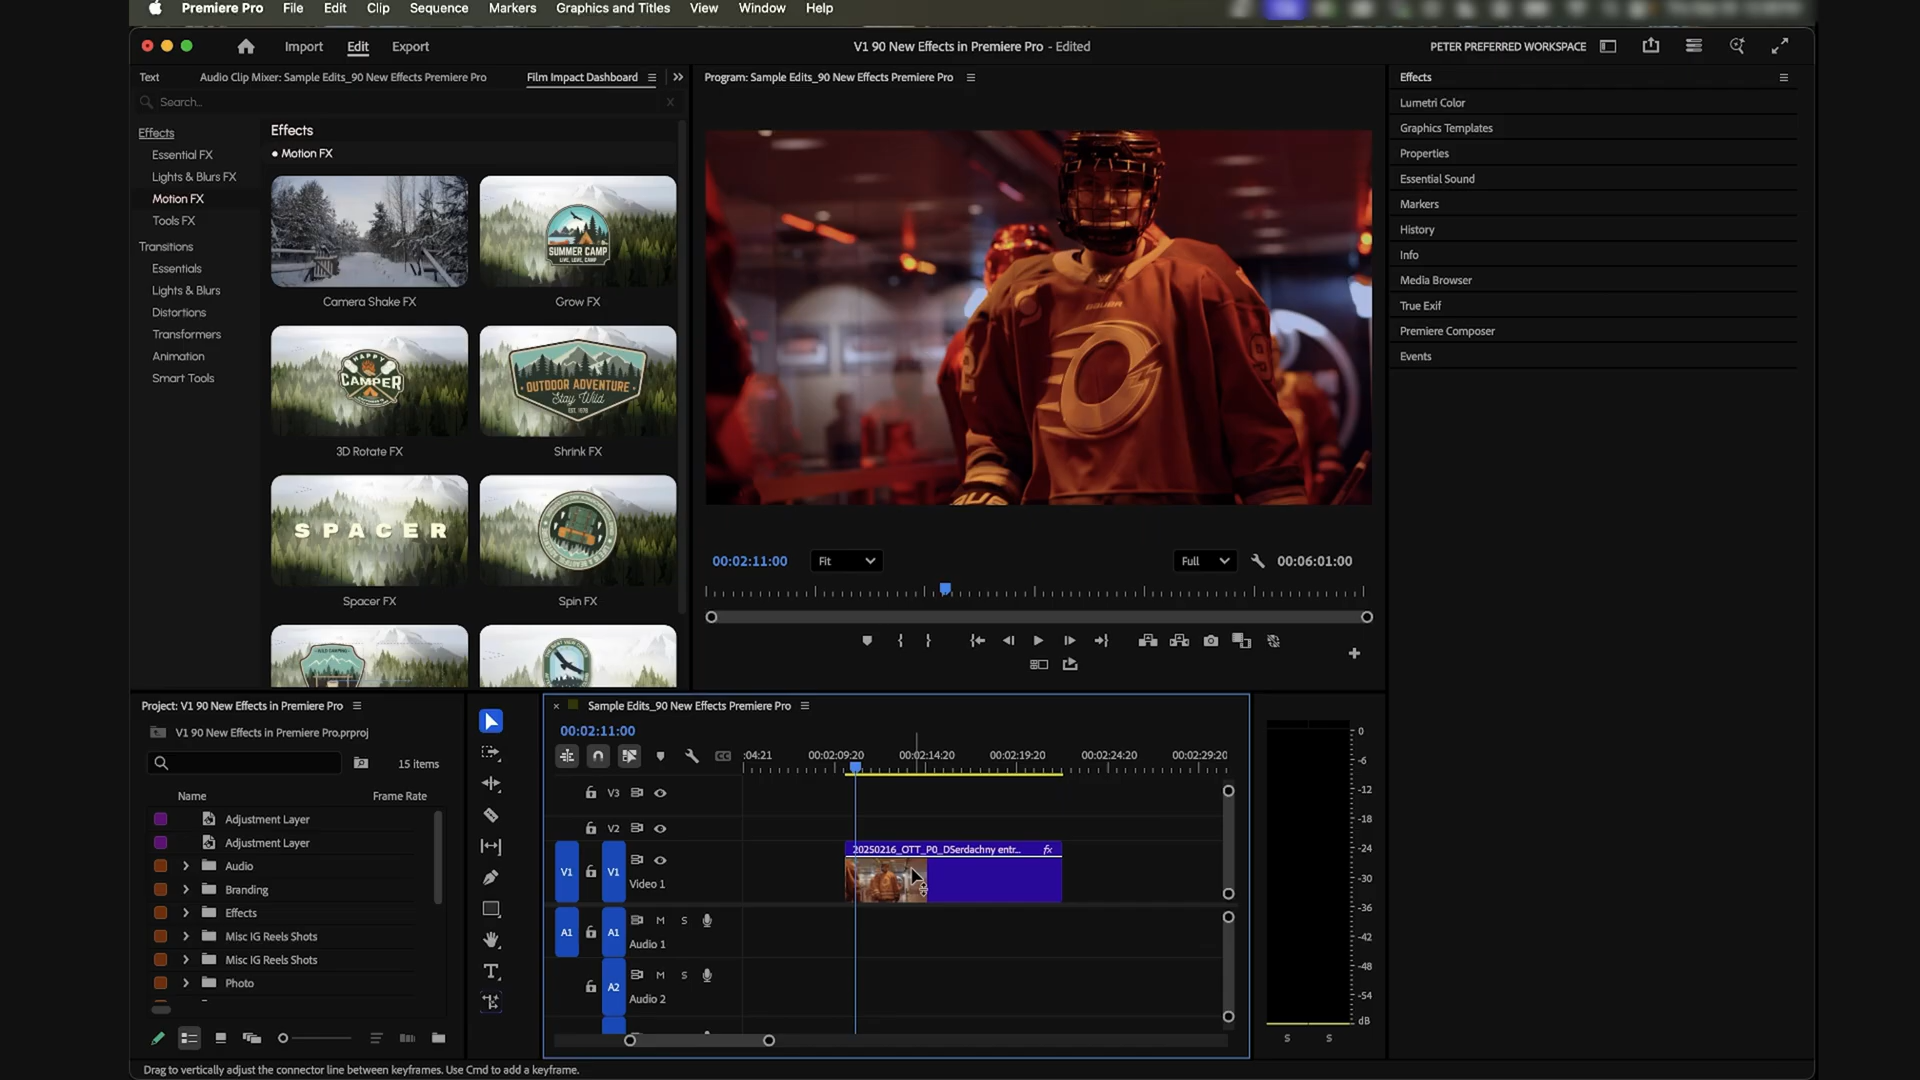 Premiere Pro File Edit Clip Sequence Markers Graphics and Titles View Window Help
Import Edit Export
V1 90 New Effects in Premiere Pro - Edited
PETER PREFERRED WORKSPACE
Text Audio Clip Mixer: Sample Edits_90 New Effects Premiere Pro Film Impact Dashboard
Search...
X
Effects
Essential FX
Lights & Blurs FX
Motion FX
Tools FX
Transitions
Essentials
Lights & Blurs
Distortions
Transformers
Animation
Smart Tools
Effects
Motion FX
Camera Shake FX
SUMMER CAMP
LIVE, LOVE, CAMP
Grow FX
HAPPY
CAMPER
3D Rotate FX
OUTDOOR ADVENTURE
Stay Wild
EST. 1978
Shrink FX
SPACER
Spacer FX
Spin FX
WILD CAMPING
Program: Sample Edits_90 New Effects Premiere Pro
BAUER
00:02:11:00
Fit
Full
00:06:01:00
Effects
Lumetri Color
Graphics Templates
Properties
Essential Sound
Markers
History
Info
Media Browser
True Exif
Premiere Composer
Events
Project: V1 90 New Effects in Premiere Pro
V1 90 New Effects in Premiere Pro.prproj
15 items
Name Frame Rate
Adjustment Layer
Adjustment Layer
Audio
Branding
Effects
Misc IG Reels Shots
Misc IG Reels Shots
Photo
Sample Edits_90 New Effects Premiere Pro
00:02:11:00
CC
:04:21 00:02:09:20 00:02:14:20 00:02:19:20 00:02:24:20 00:02:29:20
V3
V2
20250216_OTT_P0_DSerdachny entr...
fx
V1 V1
Video 1
A1 A1 M S
Audio 1
A2 M S
Audio 2
0
-6
-12
-18
-24
-30
-36
-42
-48
-54
dB
S S
Drag to vertically adjust the connector line between keyframes. Use Cmd to add a keyframe.